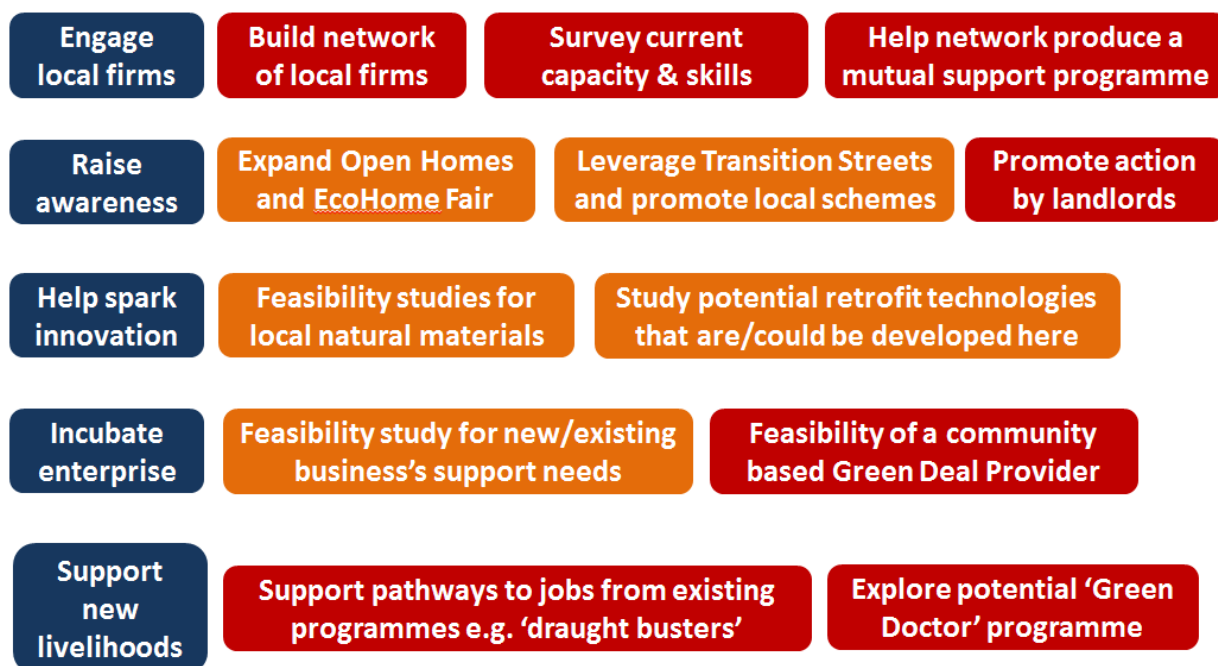 Engage
local firms
Build network
of local firms
Survey current
capacity & skills
Help network produce a
mutual support programme
Raise
awareness
Expand Open Homes
and EcoHome Fair
Leverage Transition Streets
and promote local schemes
Promote action
by landlords
Help spark
innovation
Feasibility studies for
local natural materials
Study potential retrofit technologies
that are/could be developed here
Incubate
enterprise
Feasibility study for new/existing
business's support needs
Feasibility of a community
based Green Deal Provider
Support
new
livelihoods
Support pathways to jobs from existing
programmes e.g. ‘draught busters’
Explore potential ‘Green
Doctor’ programme